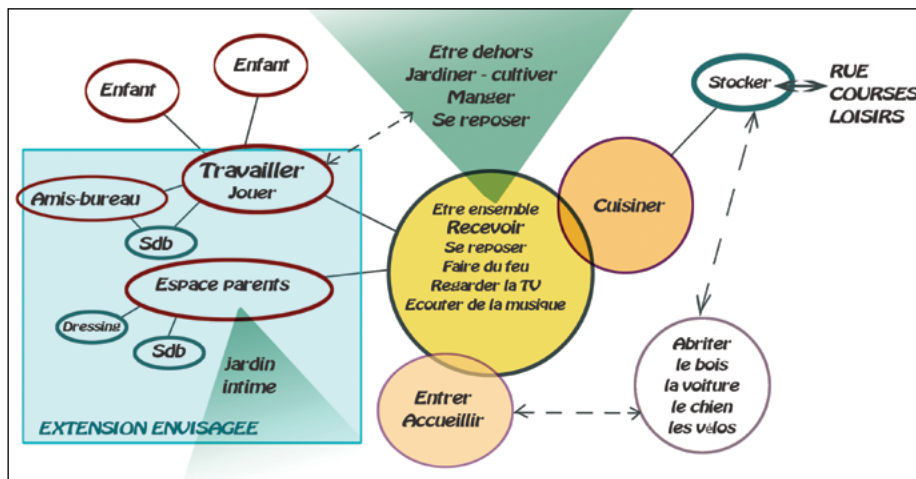 Etre dehors
Jardiner - cultiver
Manger
Se reposer
Enfant
Enfant
Stocker
RUE
COURSES
LOISIRS
Travailler
Jouer
Amis-bureau
Sdb
Espace parents
Dressing
Sdb
Jardin
intime
EXTENSION ENVISAGEE
Etre ensemble
Recevoir
Se reposer
Faire du feu
Regarder la TV
Ecouter de la musique
Cuisiner
Entrer
Accueillir
Abriter
le bois
la voiture
le chien
les vélos